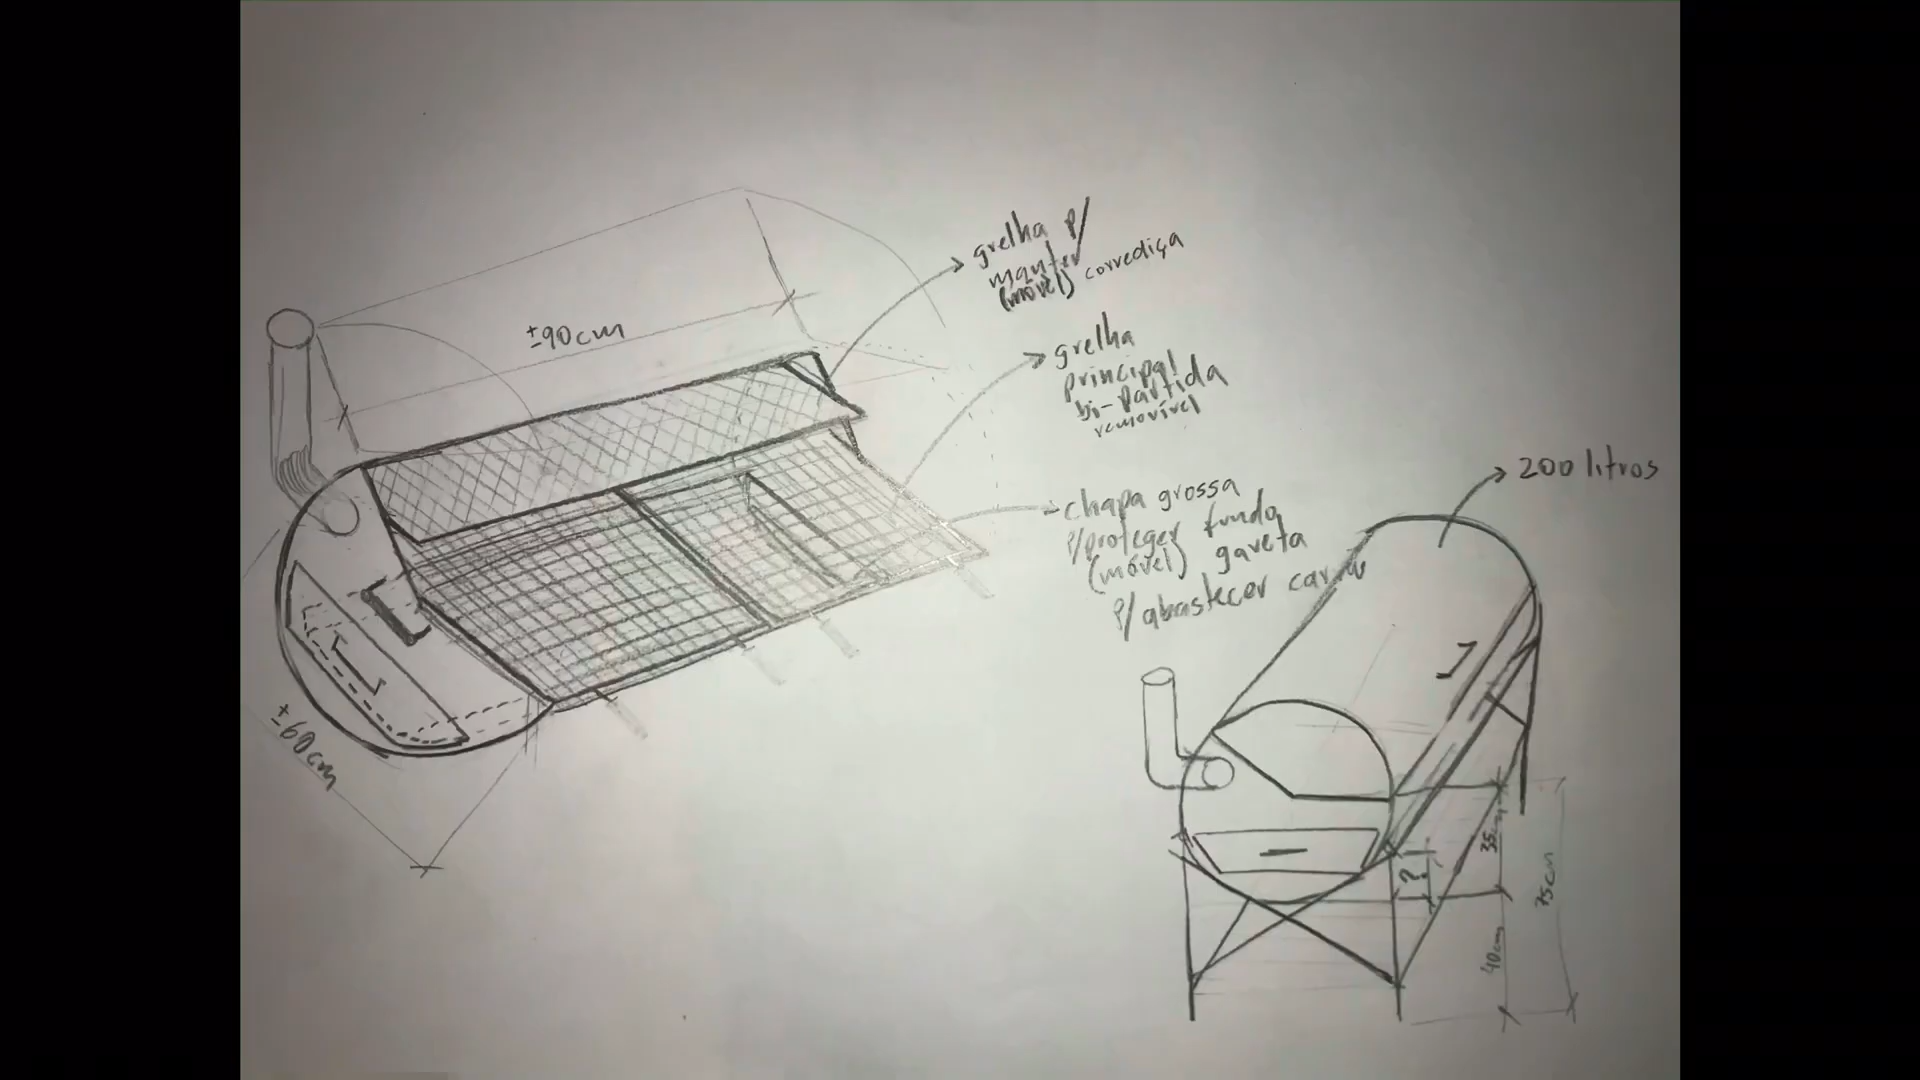 ±90cm
grelha p/
manter
(móvel) corrediça
grelha
principal
bi-partida
removível
chapa grossa
p/proteger fundo
(móvel) gaveta
p/ abastecer
200 litros
±60cm
?
35cm
75cm
40cm